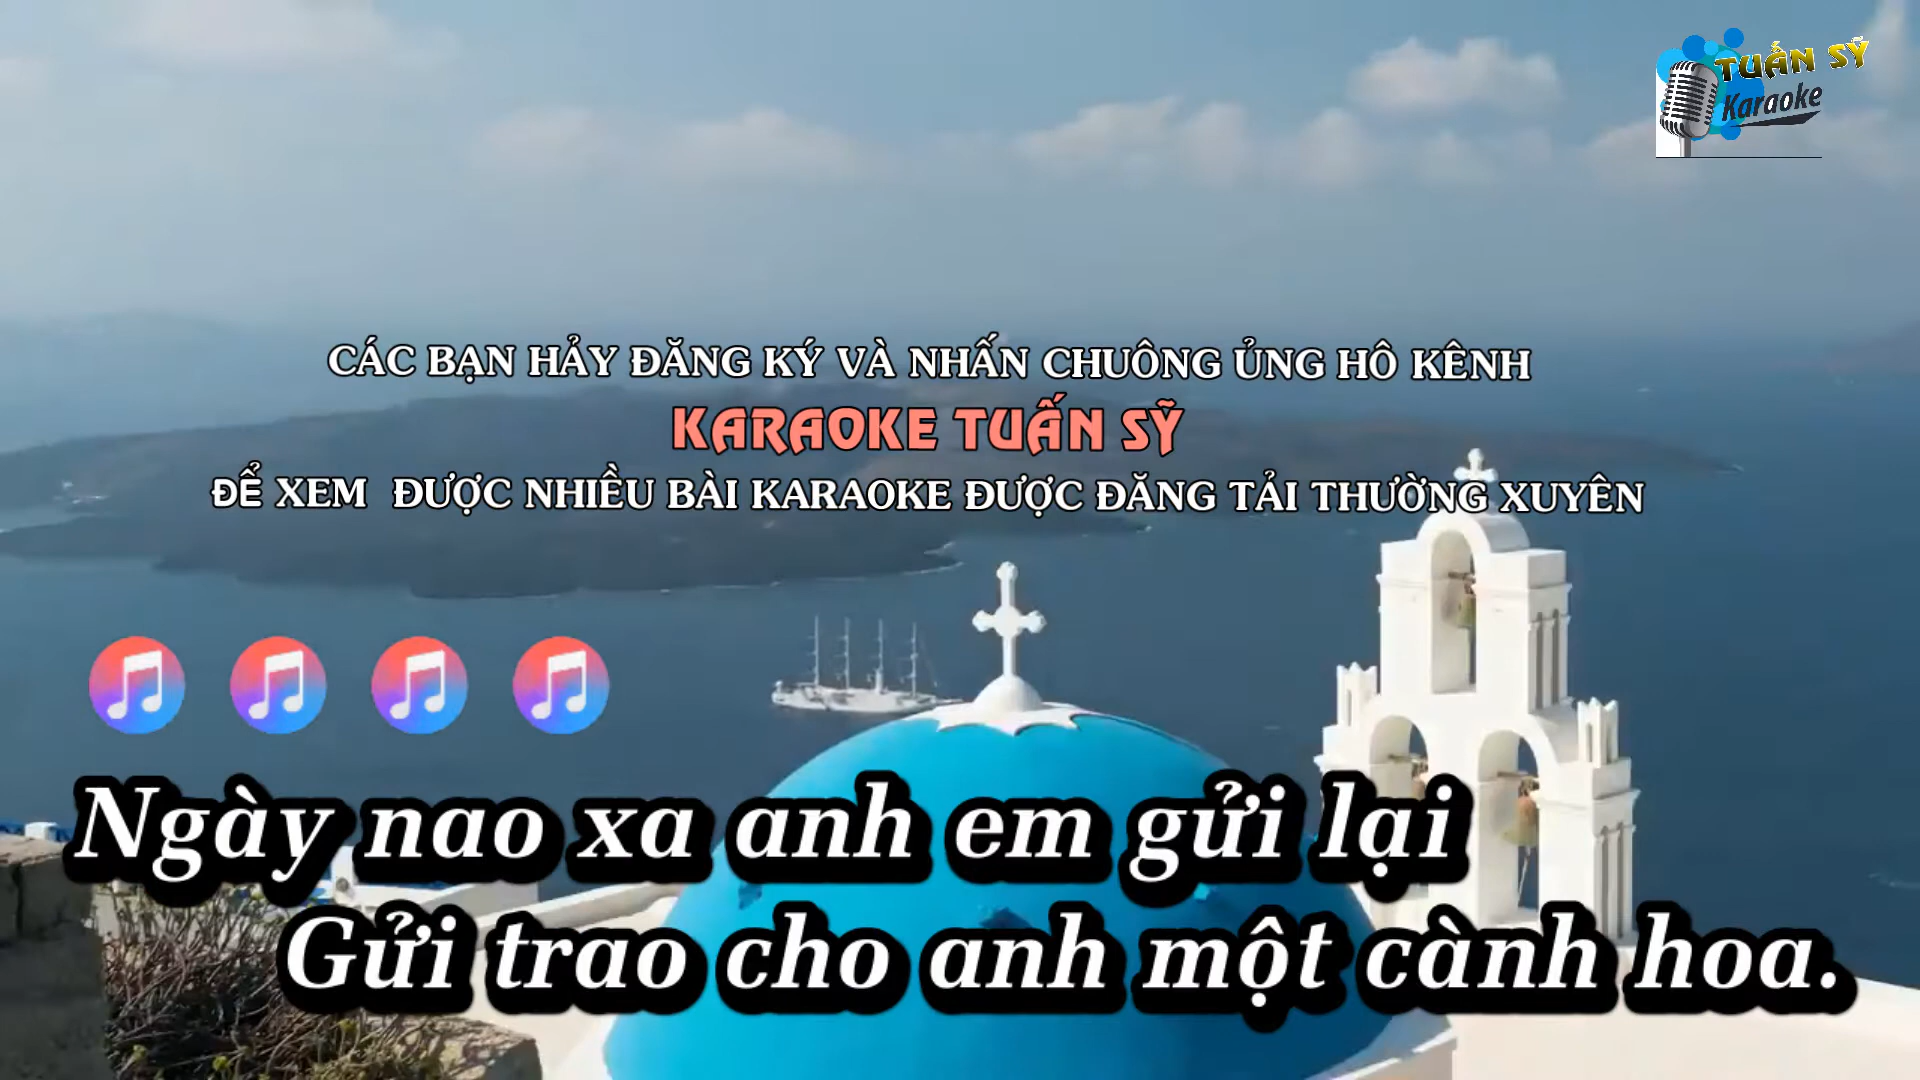 TUẤN SỸ
Karaoke
CÁC BẠN HẢY ĐĂNG KÝ VÀ NHẤN CHUÔNG ỦNG HÔ KÊNH
KARAOKE TUẤN SỸ
ĐỂ XEM ĐƯỢC NHIỀU BÀI KARAOKE ĐƯỢC ĐĂNG TẢI THƯỜNG XUYÊN
Ngày nao xa anh em gửi lại
Gửi trao cho anh một cành hoa.